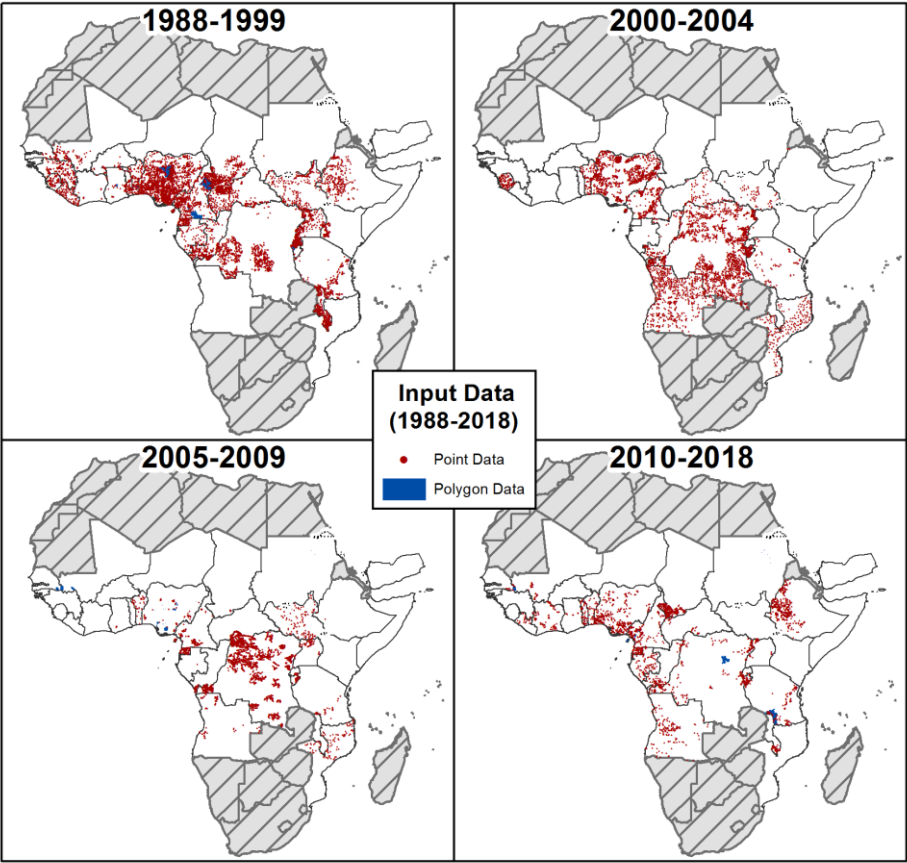 1988-1999
2000-2004
Input Data
(1988-2018)
Point Data
Polygon Data
2005-2009
2010-2018